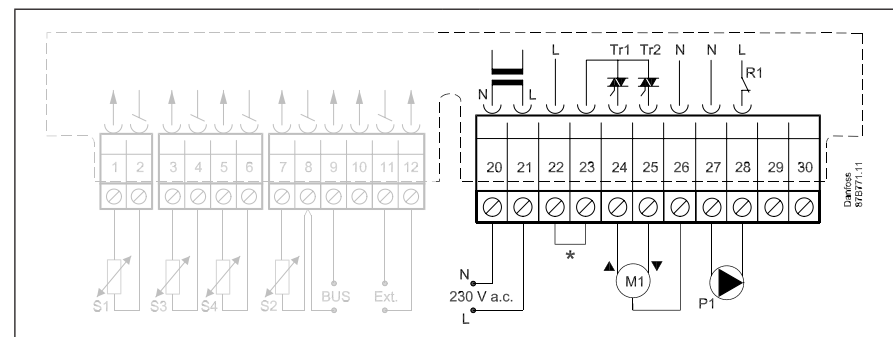 L Tr1 Tr2 N N L
R1
N L
1 2 3 4 5 6 7 8 9 10 11 12
20 21 22 23 24 25 26 27 28 29 30
Danfoss
87B771.11
*
N
230 V a.c.
L
M1
P1
S1 S3 S4 S2 BUS Ext.